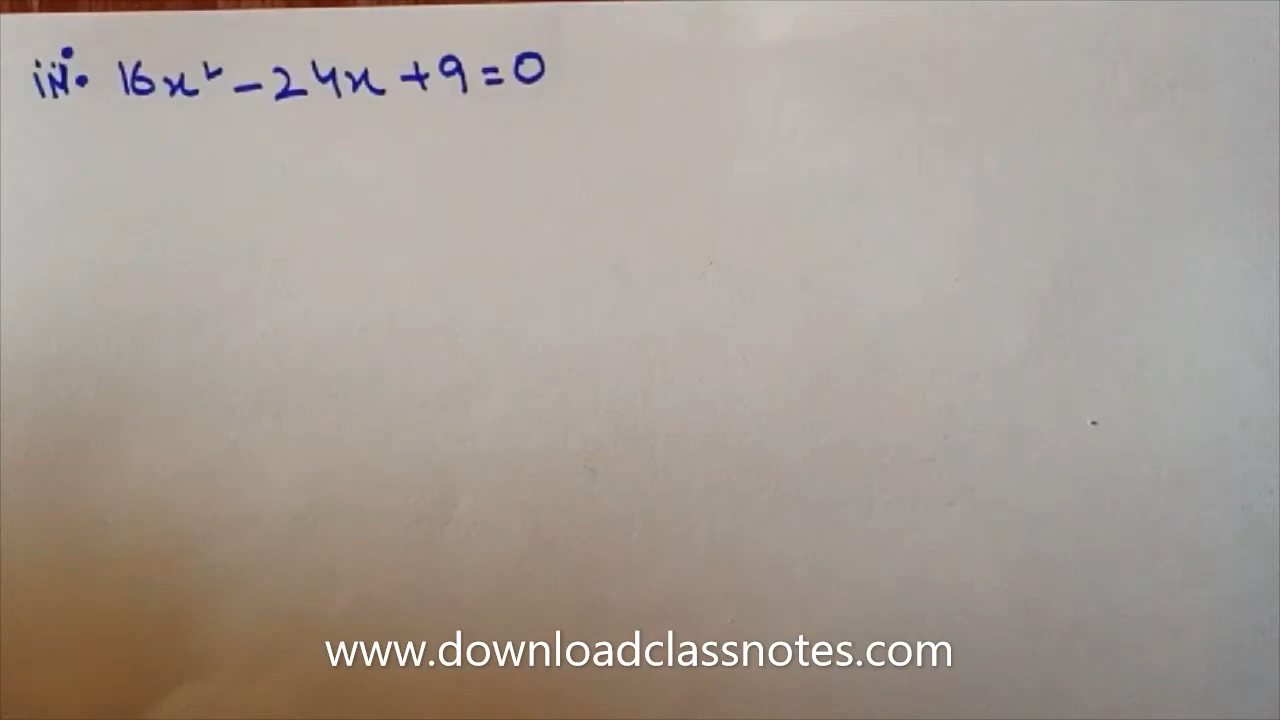 iv. 16x² - 24x + 9 = 0
www.downloadclassnotes.com